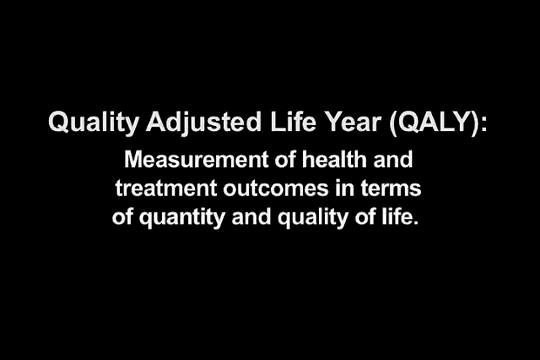 Quality Adjusted Life Year (QALY):
Measurement of health and
treatment outcomes in terms
of quantity and quality of life.